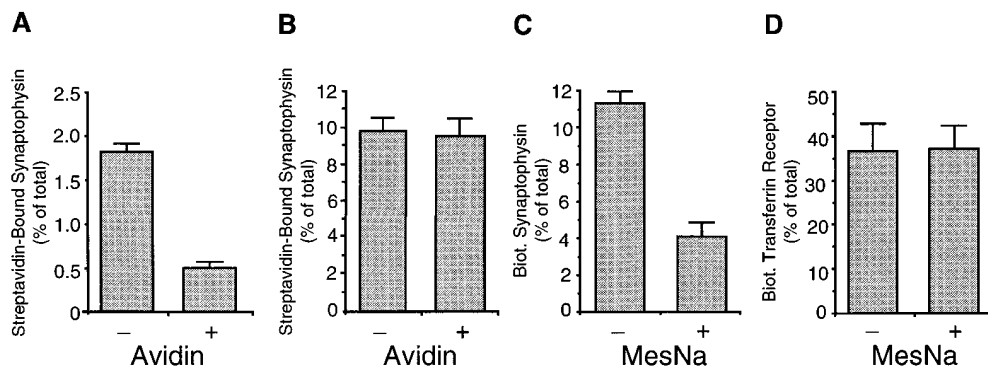 A
Streptavidin-Bound Synaptophysin
(% of total)
2.5
2.0
1.5
1.0
0.5
0
– +
Avidin
B
Streptavidin-Bound Synaptophysin
(% of total)
12
10
8
6
4
2
0
– +
Avidin
C
Biot. Synaptophysin
(% of total)
12
10
8
6
4
2
0
– +
MesNa
D
Biot. Transferrin Receptor
(% of total)
50
40
30
40
20
10
0
– +
MesNa